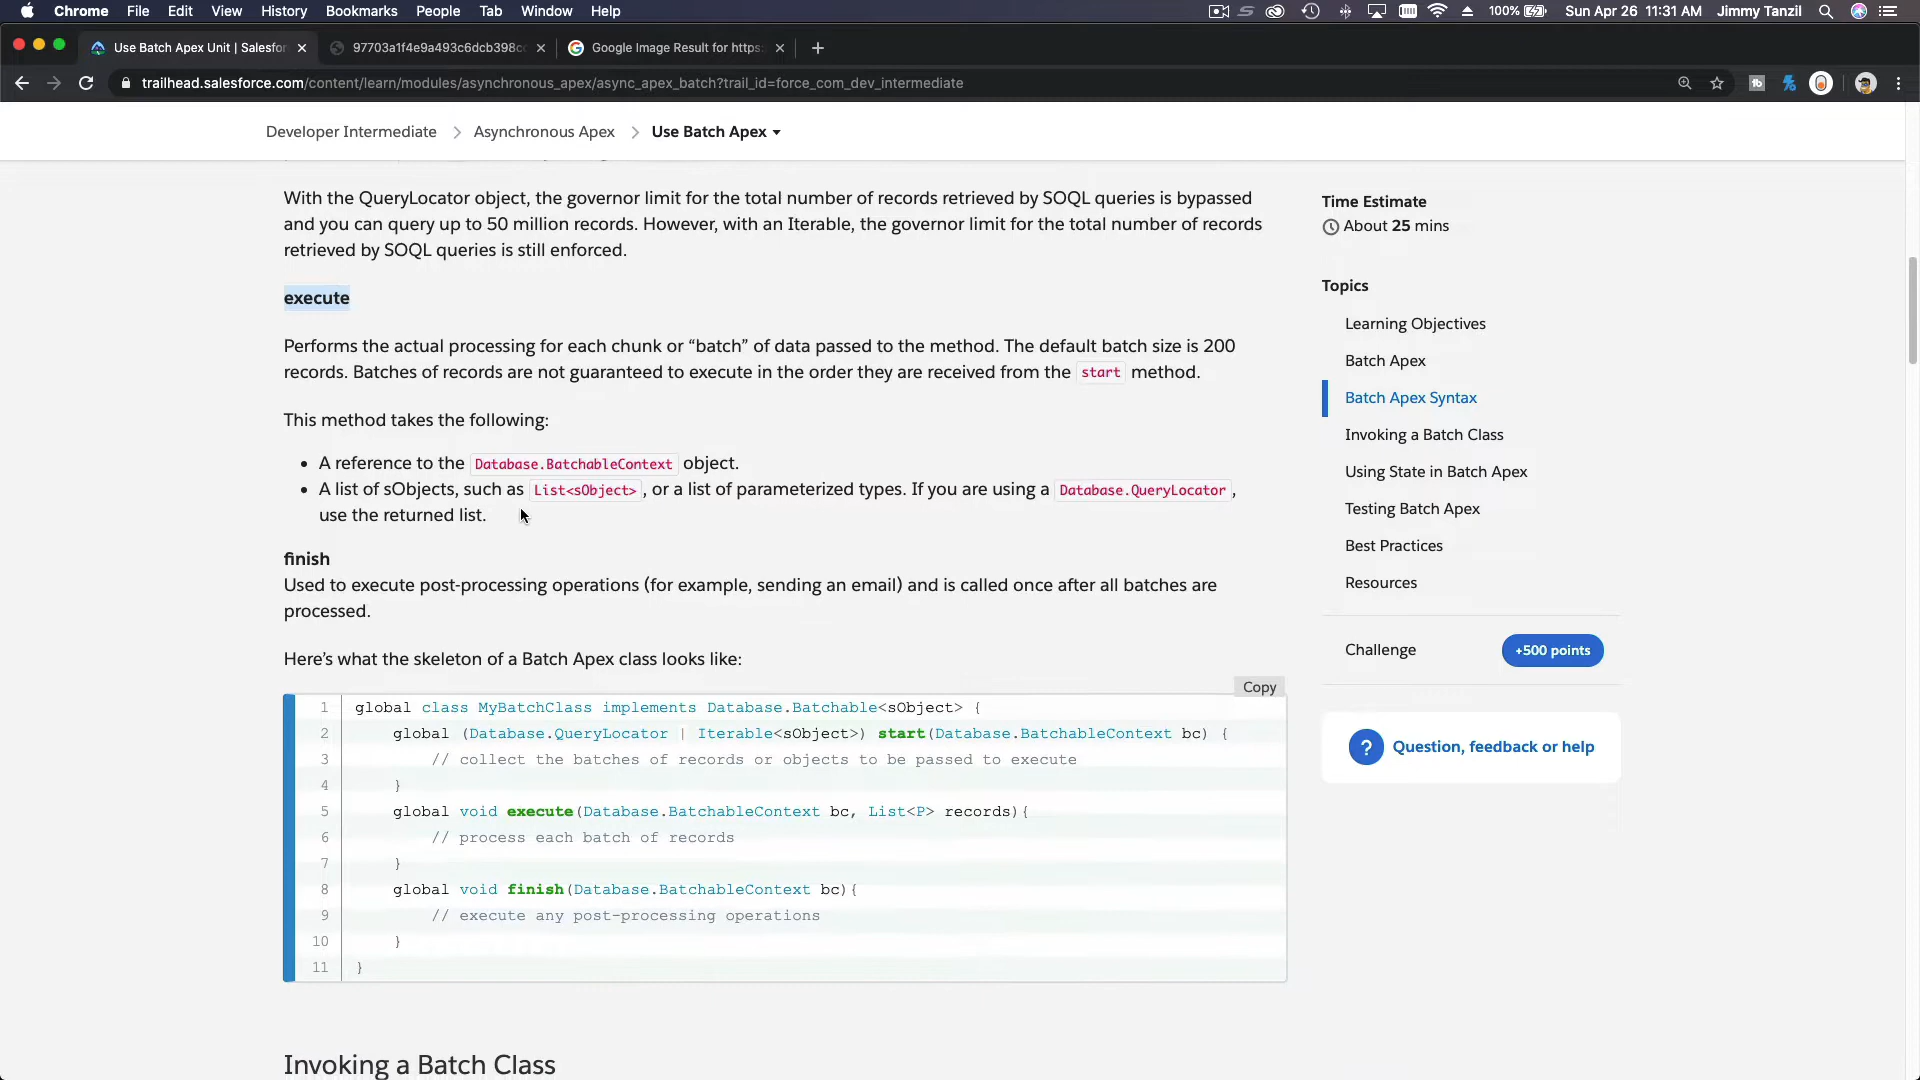 Chrome File Edit View History Bookmarks People Tab Window Help 100% Sun Apr 26 11:31 AM Jimmy Tanzil
Use Batch Apex Unit | Salesfor 97703a1f4e9a493c6dcb398c Google Image Result for https:
trailhead.salesforce.com/content/learn/modules/asynchronous_apex/async_apex_batch?trail_id=force_com_dev_intermediate
Developer Intermediate > Asynchronous Apex > Use Batch Apex
With the QueryLocator object, the governor limit for the total number of records retrieved by SOQL queries is bypassed
and you can query up to 50 million records. However, with an Iterable, the governor limit for the total number of records
retrieved by SOQL queries is still enforced.
execute
Performs the actual processing for each chunk or “batch” of data passed to the method. The default batch size is 200
records. Batches of records are not guaranteed to execute in the order they are received from the start method.
This method takes the following:
• A reference to the Database.BatchableContext object.
• A list of sObjects, such as List<sObject>, or a list of parameterized types. If you are using a Database.QueryLocator,
use the returned list.
finish
Used to execute post-processing operations (for example, sending an email) and is called once after all batches are
processed.
Here’s what the skeleton of a Batch Apex class looks like:
Copy
1 global class MyBatchClass implements Database.Batchable<sObject> {
2 global (Database.QueryLocator | Iterable<sObject>) start(Database.BatchableContext bc) {
3 // collect the batches of records or objects to be passed to execute
4 }
5 global void execute(Database.BatchableContext bc, List<P> records){
6 // process each batch of records
7 }
8 global void finish(Database.BatchableContext bc){
9 // execute any post-processing operations
10 }
11 }
Invoking a Batch Class
Time Estimate
About 25 mins
Topics
Learning Objectives
Batch Apex
Batch Apex Syntax
Invoking a Batch Class
Using State in Batch Apex
Testing Batch Apex
Best Practices
Resources
Challenge +500 points
? Question, feedback or help